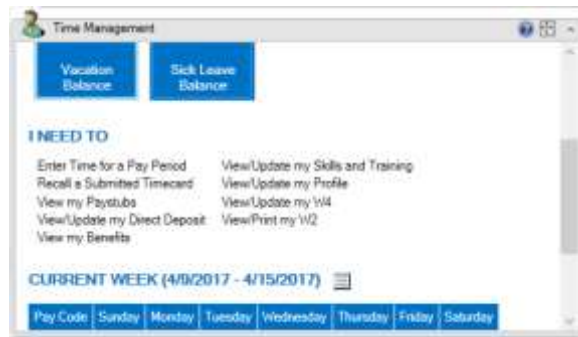 Time Management
Vacation Balance
Sick Leave Balance
I NEED TO
Enter Time for a Pay Period
Recall a Submitted Timecard
View my Paystubs
View/Update my Direct Deposit
View my Benefits
View/Update my Skills and Training
View/Update my Profile
View/Update my W4
View/Print my W2
CURRENT WEEK (4/9/2017 - 4/15/2017)
Pay Code Sunday Monday Tuesday Wednesday Thursday Friday Saturday